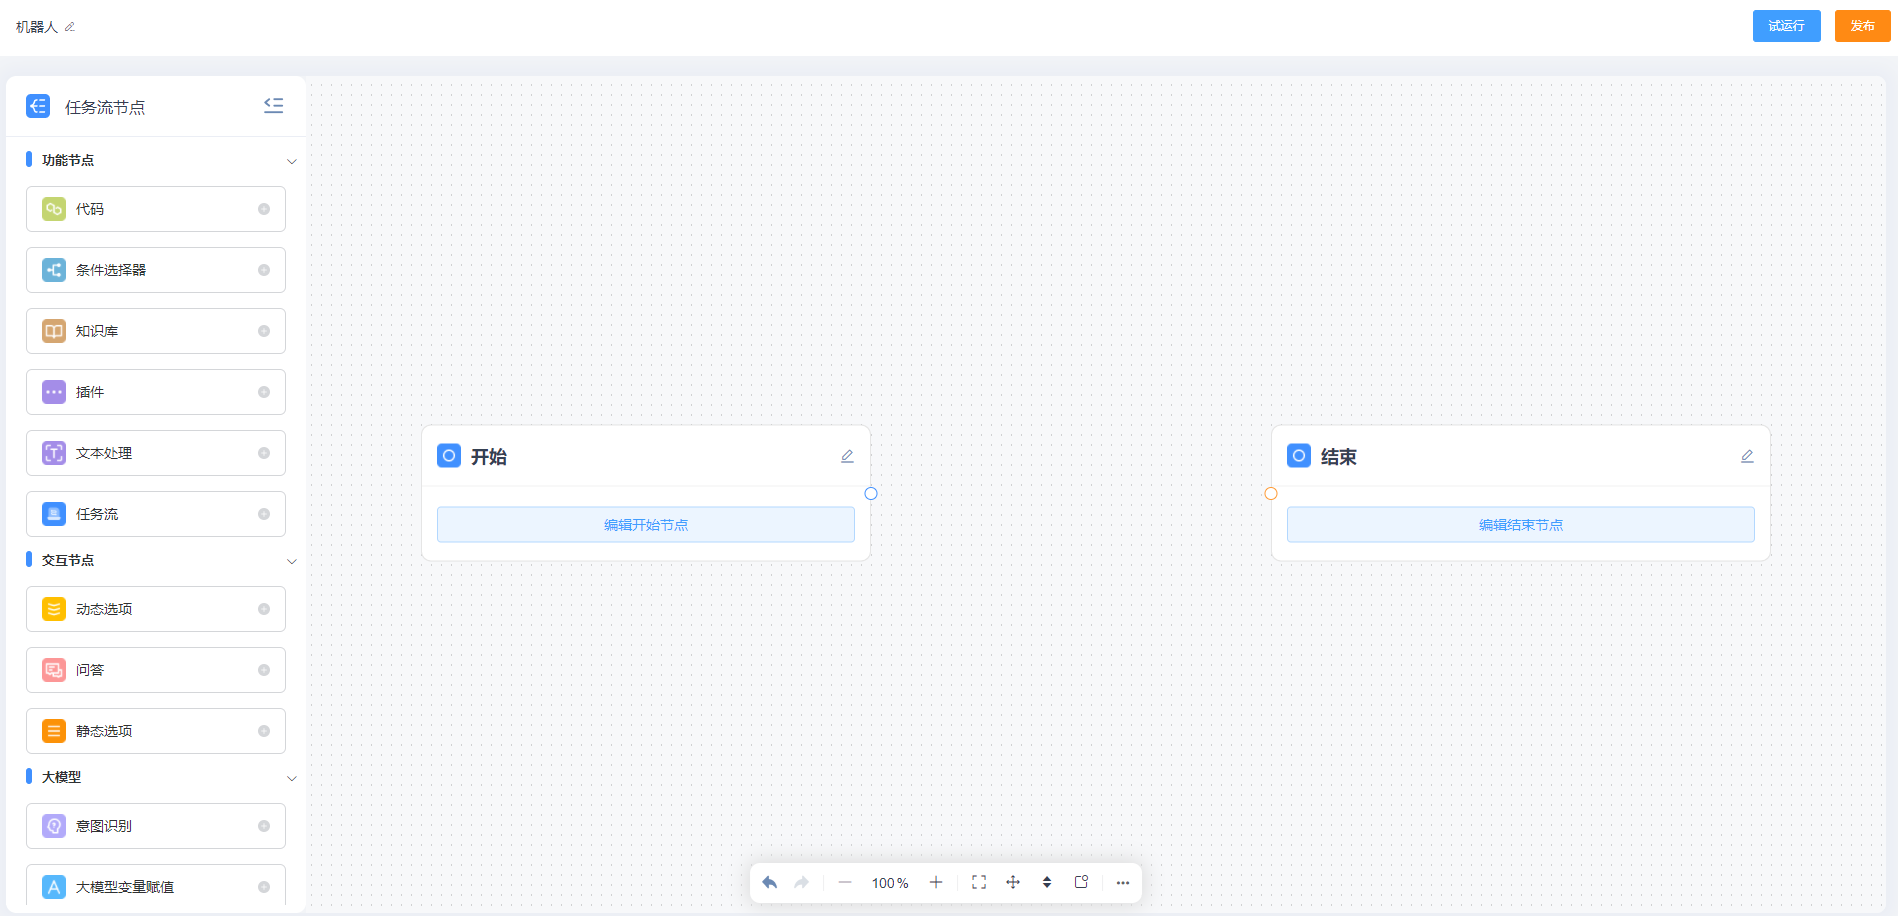 机器人
试运行
发布
任务流节点
功能节点
代码
条件选择器
知识库
插件
文本处理
任务流
交互节点
动态选项
问答
静态选项
大模型
意图识别
大模型变量赋值
开始
编辑开始节点
结束
编辑结束节点
100%